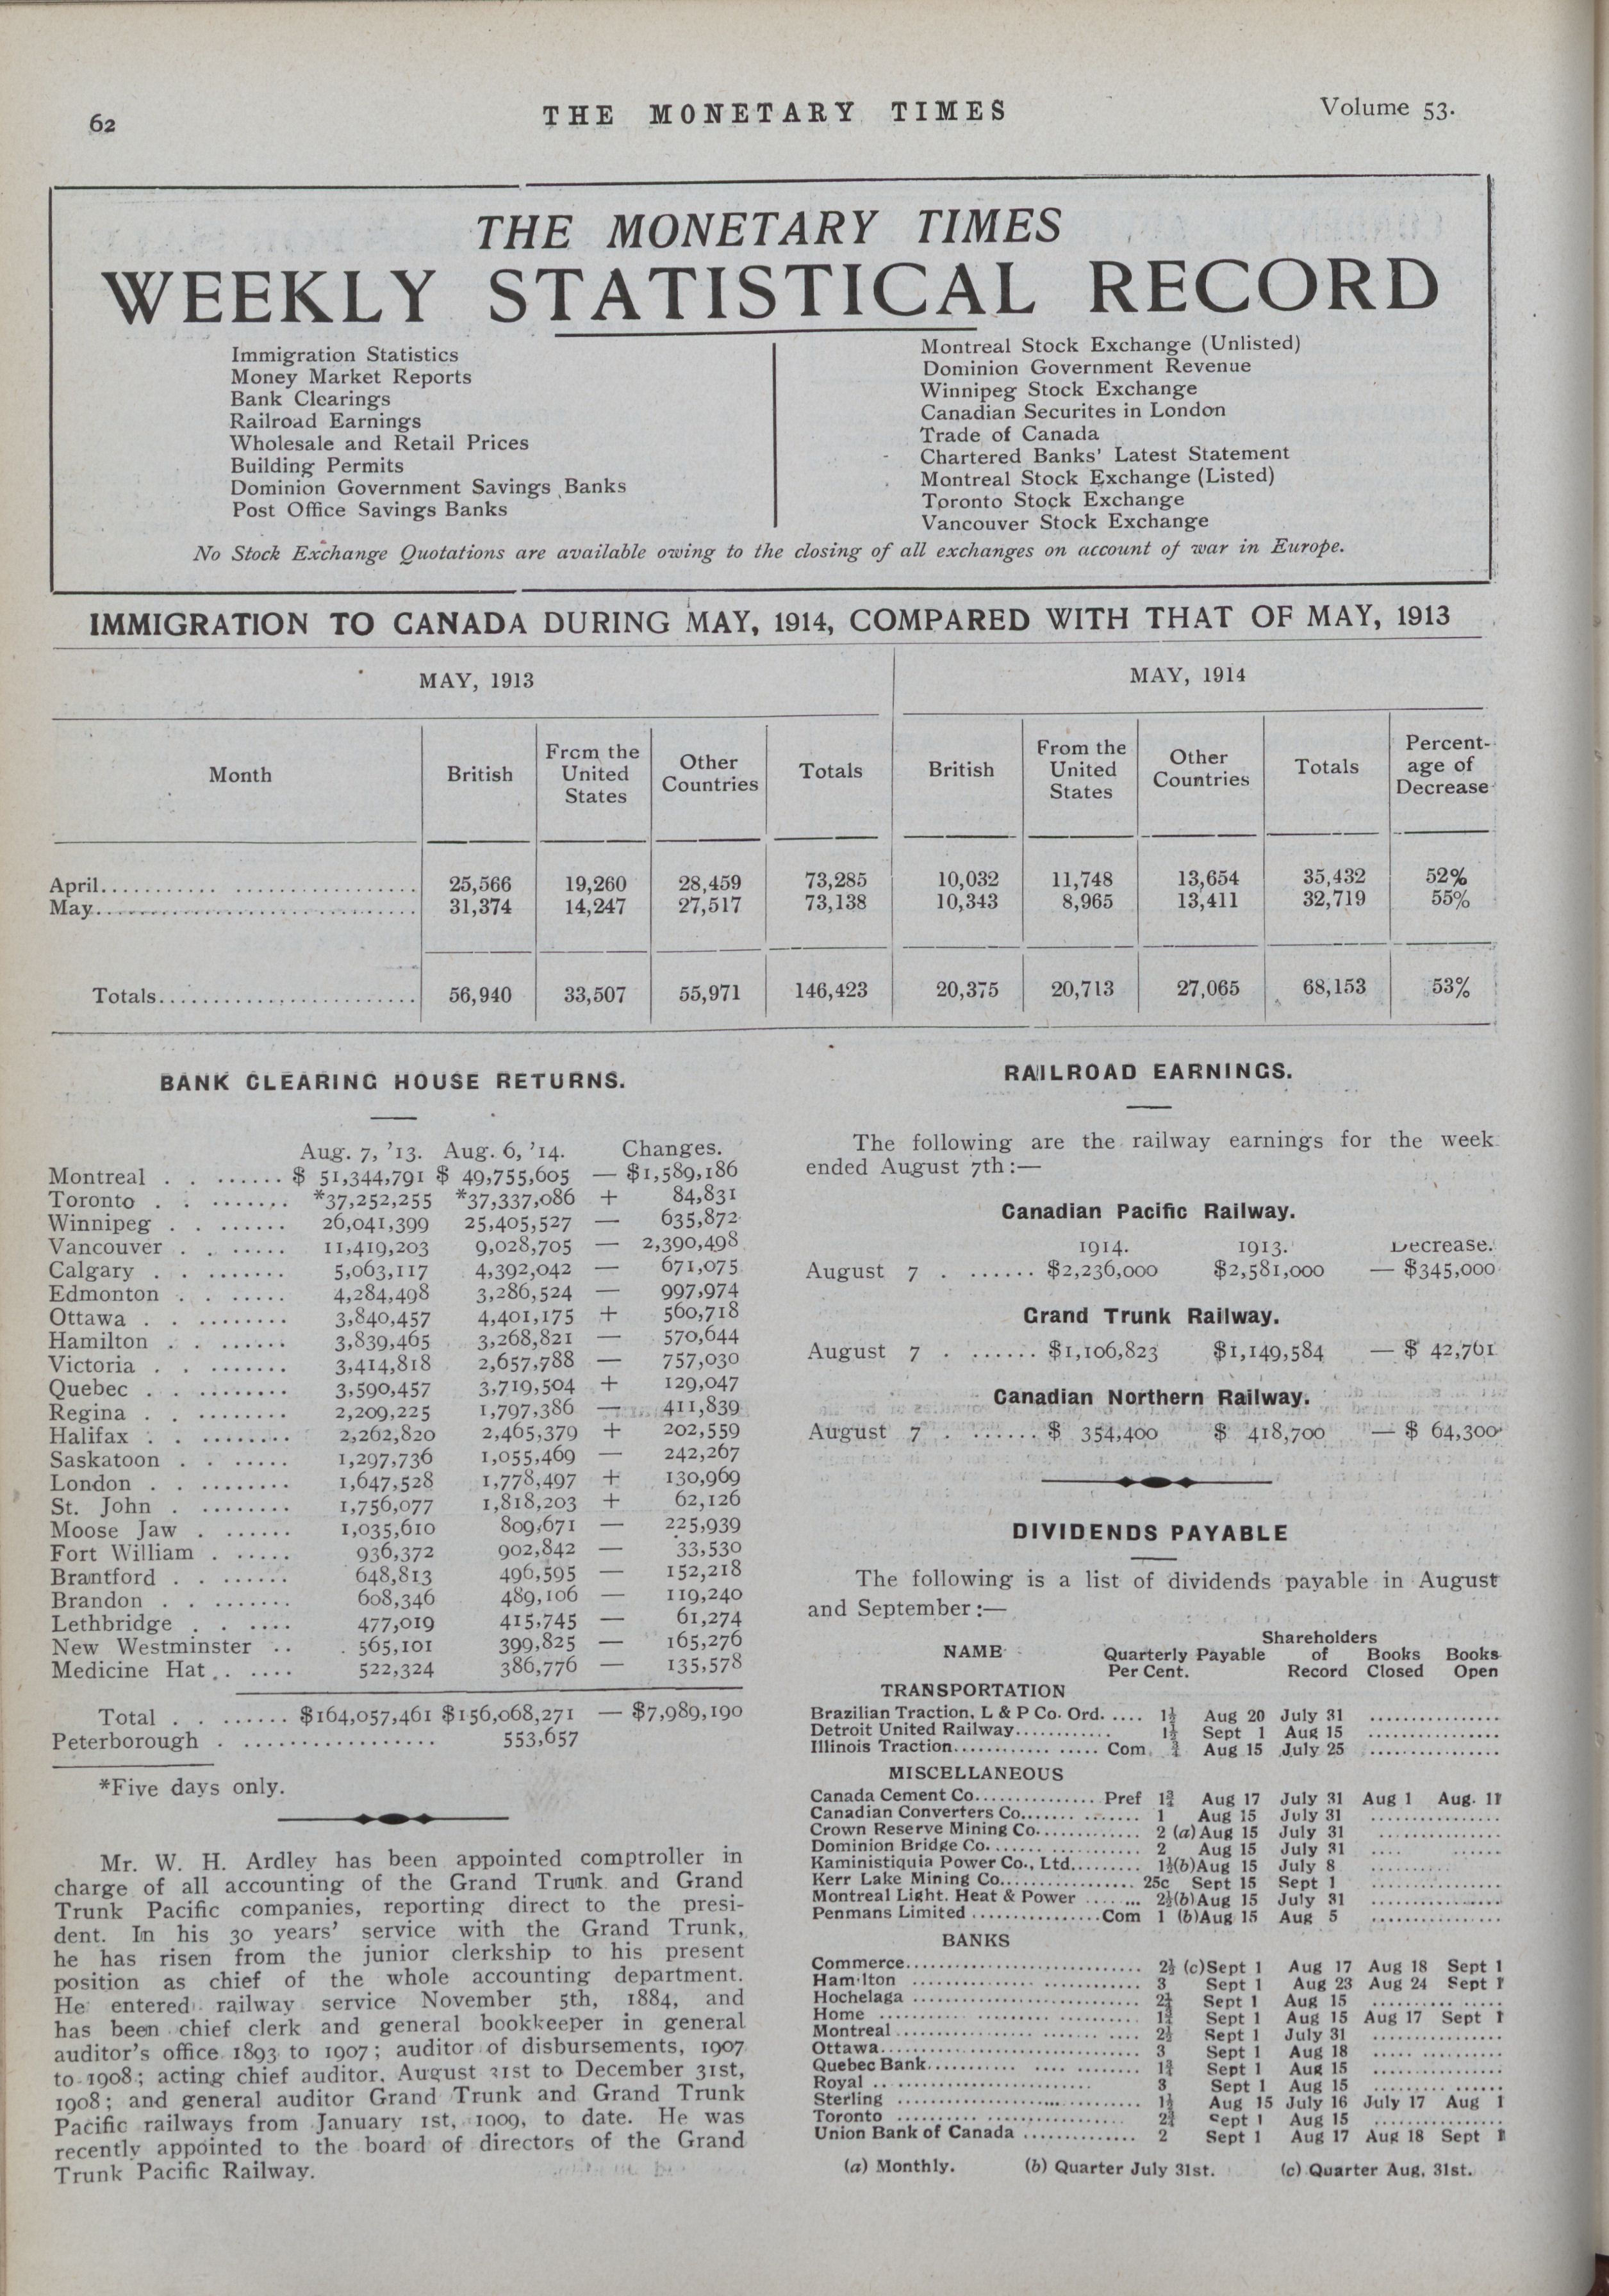 62
THE MONETARY TIMES
Volume 53.
THE MONETARY TIMES
WEEKLY STATISTICAL RECORD
Immigration Statistics
Money Market Reports
Bank Clearings
Railroad Earnings
Wholesale and Retail Prices
Building Permits
Dominion Government Savings Banks
Post Office Savings Banks
Montreal Stock Exchange (Unlisted)
Dominion Government Revenue
Winnipeg Stock Exchange
Canadian Securites in London
Trade of Canada
Chartered Banks' Latest Statement
Montreal Stock Exchange (Listed)
Toronto Stock Exchange
Vancouver Stock Exchange
No Stock Exchange Quotations are available owing to the closing of all exchanges on account of war in Europe.
IMMIGRATION TO CANADA DURING MAY, 1914, COMPARED WITH THAT OF MAY, 1913
MAY, 1913 MAY, 1914
Month British From the United States Other Countries Totals British From the United States Other Countries Totals Percentage of Decrease
April 25,566 19,260 28,459 73,285 10,032 11,748 13,654 35,432 52%
May 31,374 14,247 27,517 73,138 10,343 8,965 13,411 32,719 55%
Totals 56,940 33,507 55,971 146,423 20,375 20,713 27,065 68,153 53%
BANK CLEARING HOUSE RETURNS.
Aug. 7, '13. Aug. 6, '14. Changes.
Montreal $ 51,344,791 $ 49,755,605 — $1,589,186
Toronto *37,252,255 *37,337,086 + 84,831
Winnipeg 26,041,399 25,405,527 — 635,872
Vancouver 11,419,203 9,028,705 — 2,390,498
Calgary 5,063,117 4,392,042 — 671,075
Edmonton 4,284,498 3,286,524 — 997,974
Ottawa 3,840,457 4,401,175 + 560,718
Hamilton 3,839,465 3,268,821 — 570,644
Victoria 3,414,818 2,657,788 — 757,030
Quebec 3,590,457 3,719,504 + 129,047
Regina 2,209,225 1,797,386 — 411,839
Halifax 2,262,820 2,465,379 + 202,559
Saskatoon 1,297,736 1,055,469 — 242,267
London 1,647,528 1,778,497 + 130,969
St. John 1,756,077 1,818,203 + 62,126
Moose Jaw 1,035,610 809,671 — 225,939
Fort William 936,372 902,842 — 33,530
Brantford 648,813 496,595 — 152,218
Brandon 608,346 489,106 — 119,240
Lethbridge 477,019 415,745 — 61,274
New Westminster 565,101 399,825 — 165,276
Medicine Hat 522,324 386,776 — 135,578
Total $164,057,461 $156,068,271 — $7,989,190
Peterborough 553,657
*Five days only.
Mr. W. H. Ardley has been appointed comptroller in
charge of all accounting of the Grand Trunk and Grand
Trunk Pacific companies, reporting direct to the presi-
dent. In his 30 years' service with the Grand Trunk,
he has risen from the junior clerkship to his present
position as chief of the whole accounting department.
He entered railway service November 5th, 1884, and
has been chief clerk and general bookkeeper in general
auditor's office 1893 to 1907; auditor of disbursements, 1907
to 1908; acting chief auditor, August 31st to December 31st,
1908; and general auditor Grand Trunk and Grand Trunk
Pacific railways from January 1st, 1909, to date. He was
recently appointed to the board of directors of the Grand
Trunk Pacific Railway.
RAILROAD EARNINGS.
The following are the railway earnings for the week
ended August 7th:—
Canadian Pacific Railway.
1914. 1913. Decrease.
August 7 $2,236,000 $2,581,000 — $345,000
Grand Trunk Railway.
August 7 $1,106,823 $1,149,584 — $ 42,761
Canadian Northern Railway.
August 7 $ 354,400 $ 418,700 — $ 64,300
DIVIDENDS PAYABLE
The following is a list of dividends payable in August
and September:—
NAME Quarterly Per Cent. Payable Shareholders of Record Books Closed Books Open
TRANSPORTATION
Brazilian Traction, L & P Co. Ord. 1½ Aug 20 July 31
Detroit United Railway 1½ Sept 1 Aug 15
Illinois Traction Com. ¾ Aug 15 July 25
MISCELLANEOUS
Canada Cement Co. Pref 1¾ Aug 17 July 31 Aug 1 Aug. 11
Canadian Converters Co. 1 Aug 15 July 31
Crown Reserve Mining Co. 2 (a) Aug 15 July 31
Dominion Bridge Co. 2 Aug 15 July 31
Kaministiquia Power Co., Ltd. 1¼(b) Aug 15 July 8
Kerr Lake Mining Co. 25c Sept 15 Sept 1
Montreal Light. Heat & Power 2½(b) Aug 15 July 31
Penmans Limited Com 1 (b) Aug 15 Aug 5
BANKS
Commerce 2½ (c) Sept 1 Aug 17 Aug 18 Sept 1
Hamilton 3 Sept 1 Aug 23 Aug 24 Sept 1
Hochelaga 2¼ Sept 1 Aug 15
Home 1¾ Sept 1 Aug 15 Aug 17 Sept 1
Montreal 2½ Sept 1 July 31
Ottawa 3 Sept 1 Aug 18
Quebec Bank 1¾ Sept 1 Aug 15
Royal 3 Sept 1 Aug 15
Sterling 1½ Aug 15 July 16 July 17 Aug 1
Toronto 2¾ Sept 1 Aug 15
Union Bank of Canada 2 Sept 1 Aug 17 Aug 18 Sept 1
(a) Monthly. (b) Quarter July 31st. (c) Quarter Aug. 31st.